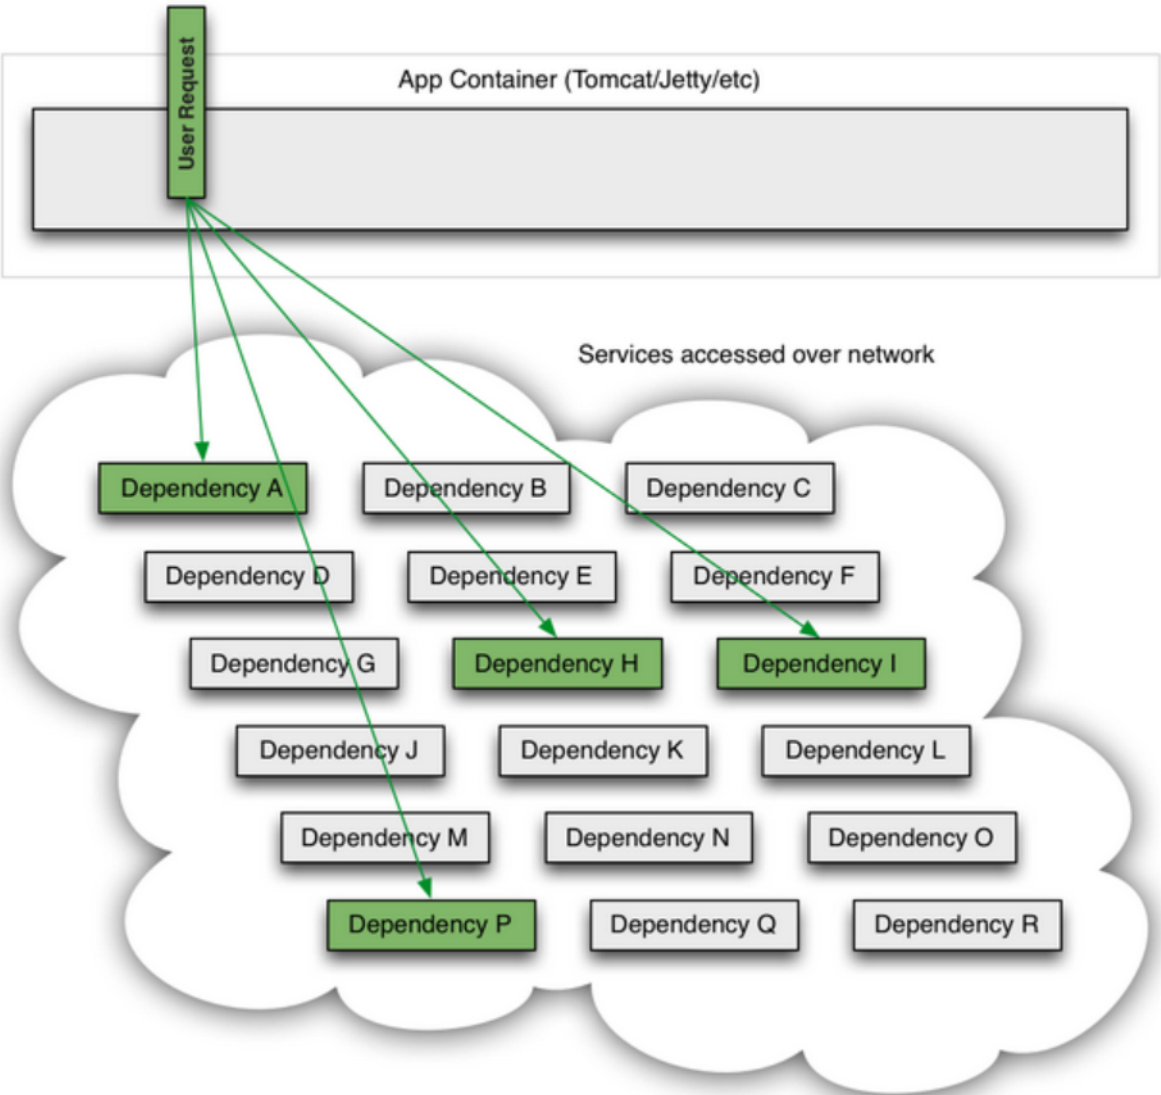 User Request
App Container (Tomcat/Jetty/etc)
Services accessed over network
Dependency A
Dependency B
Dependency C
Dependency D
Dependency E
Dependency F
Dependency G
Dependency H
Dependency I
Dependency J
Dependency K
Dependency L
Dependency M
Dependency N
Dependency O
Dependency P
Dependency Q
Dependency R